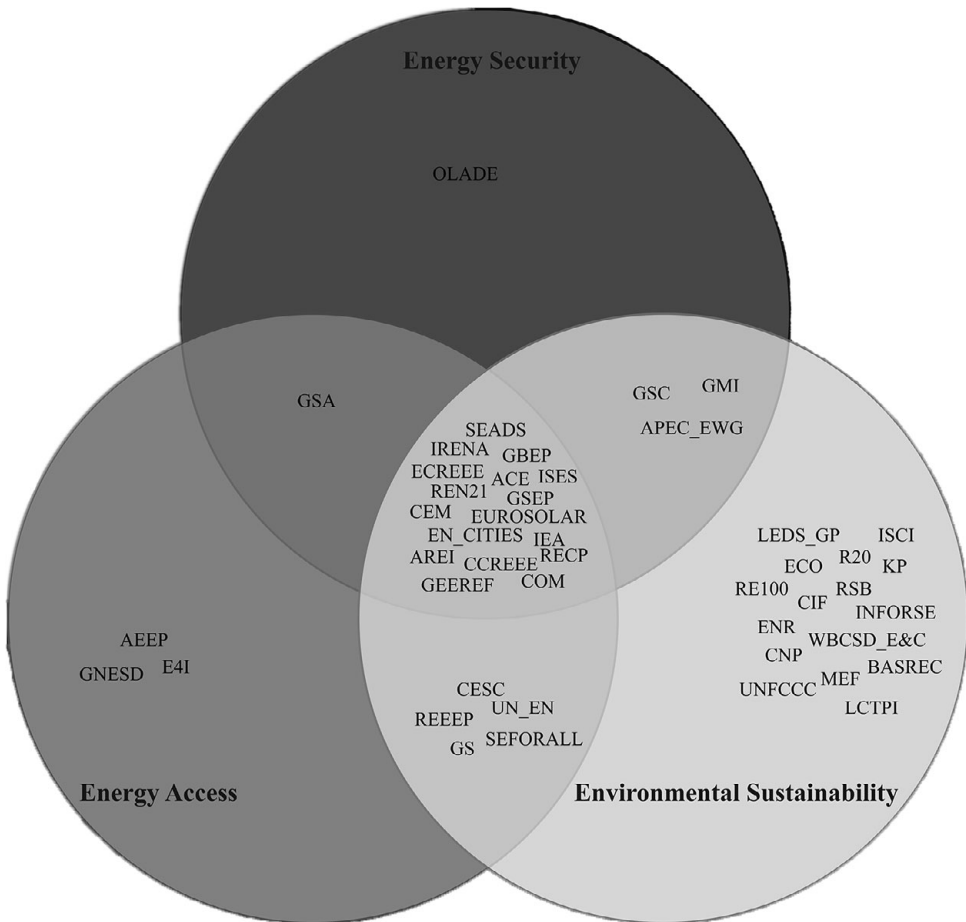 Energy Security
OLADE
GSA
GSC GMI
APEC_EWG
SEADS
IRENA GBEP
ECREEE ACE ISES
REN21 GSEP
CEM EUROSOLAR
EN_CITIES IEA
AREI CCREEE RECP
GEEREF COM
LEDS_GP ISCI
ECO R20 KP
RE100 CIF RSB
INFORSE
ENR WBCSD_E&C
CNP BASREC
UNFCCC MEF
LCTPI
AEEP
GNESD E4I
CESC
REEEP UN_EN
GS SEFORALL
Energy Access
Environmental Sustainability